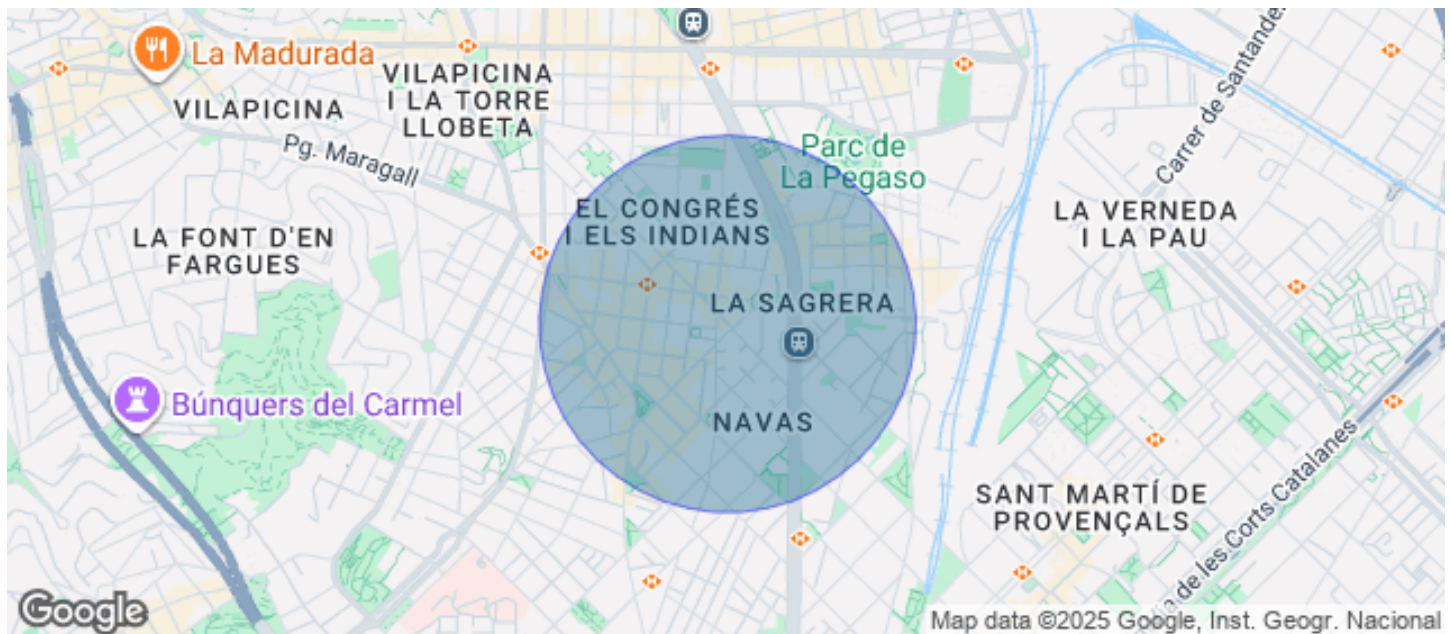 La Madurada
VILAPICINA
I LA TORRE
LLOBETA
VILAPICINA
Pg. Maragall
Parc de
La Pegaso
Carrer de Santander
EL CONGRÉS
I ELS INDIANS
LA VERNEDA
I LA PAU
LA FONT D'EN
FARGUES
LA SAGRERA
Búnquers del Carmel
NAVAS
SANT MARTÍ DE
PROVENÇALS
de les Corts Catalanes
Google
Map data ©2025 Google, Inst. Geogr. Nacional